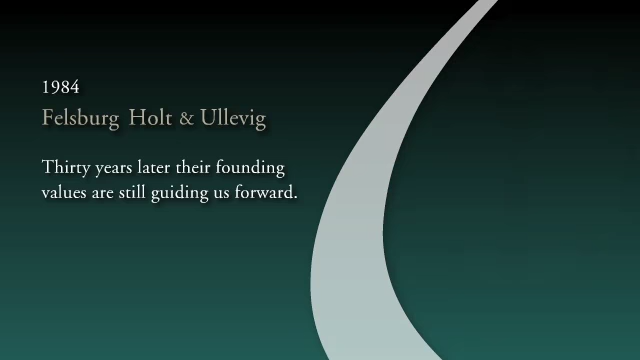 1984
Felsburg Holt & Ullevig
Thirty years later their founding
values are still guiding us forward.